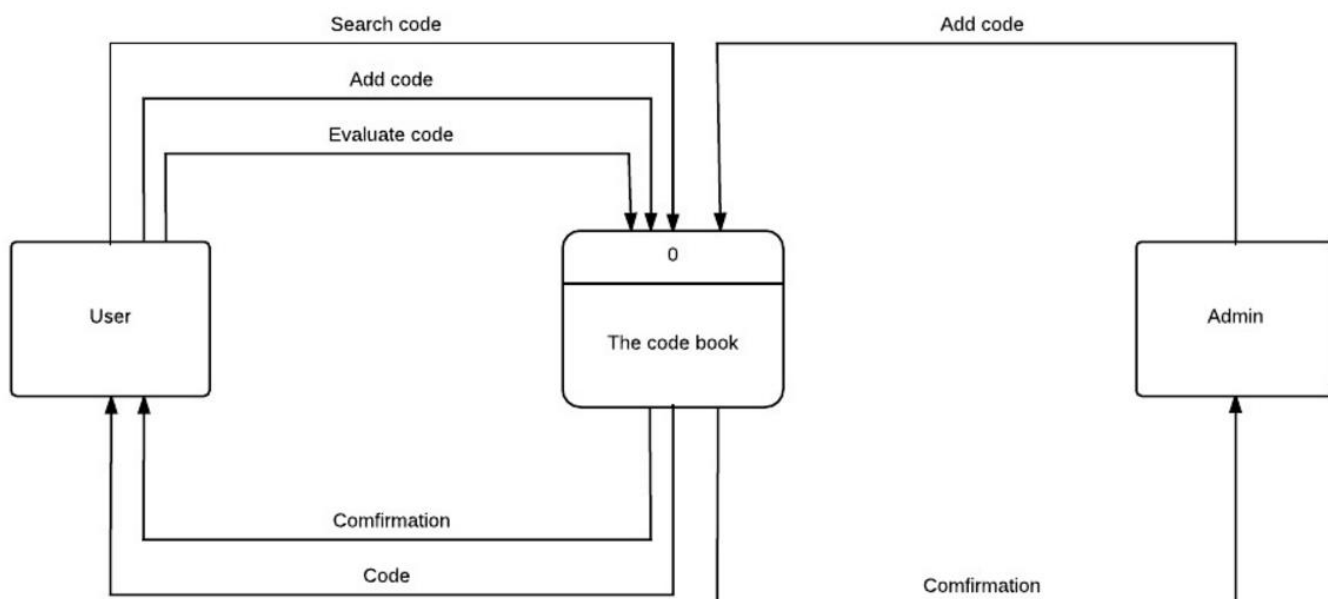 Search code
Add code
Add code
Evaluate code
0
User
The code book
Admin
Comfirmation
Code
Comfirmation